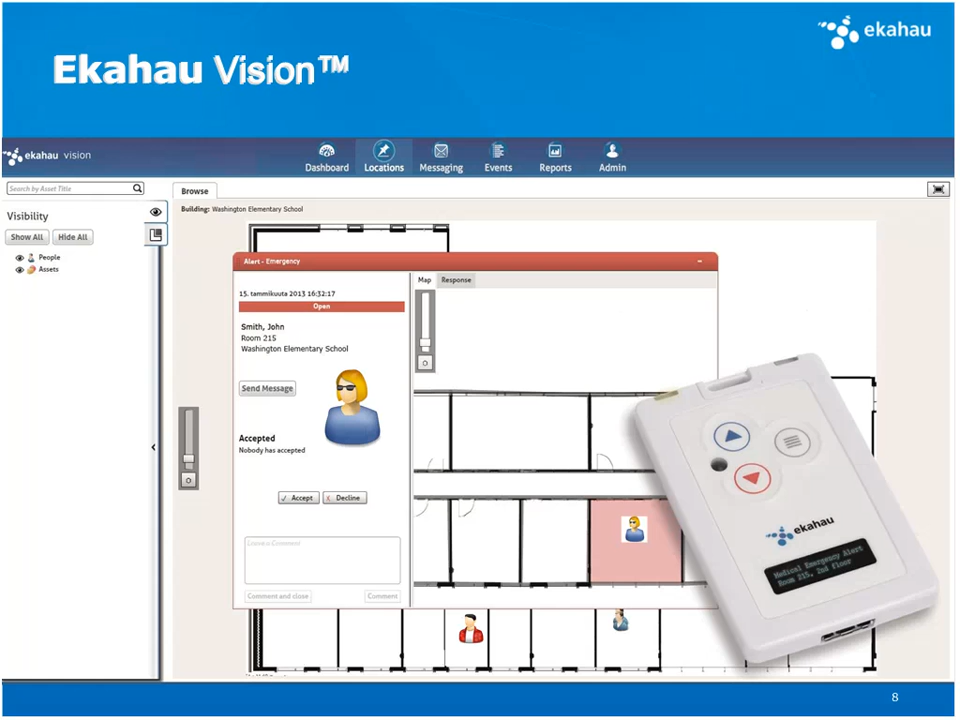 ekahau
Ekahau Vision™
ekahau vision
Dashboard
Locations
Messaging
Events
Reports
Admin
Search by Asset Title
Browse
Visibility
Building: Washington Elementary School
Show All
Hide All
People
Assets
Alert - Emergency
Map
Response
15. tammikuuta 2013 16:32:17
Open
Smith, John
Room 215
Washington Elementary School
Send Message
Accepted
Nobody has accepted
Accept
Decline
Leave a Comment
Comment and close
Comment
ekahau
Medical Emergency Alert
Room 215, 2nd floor
8